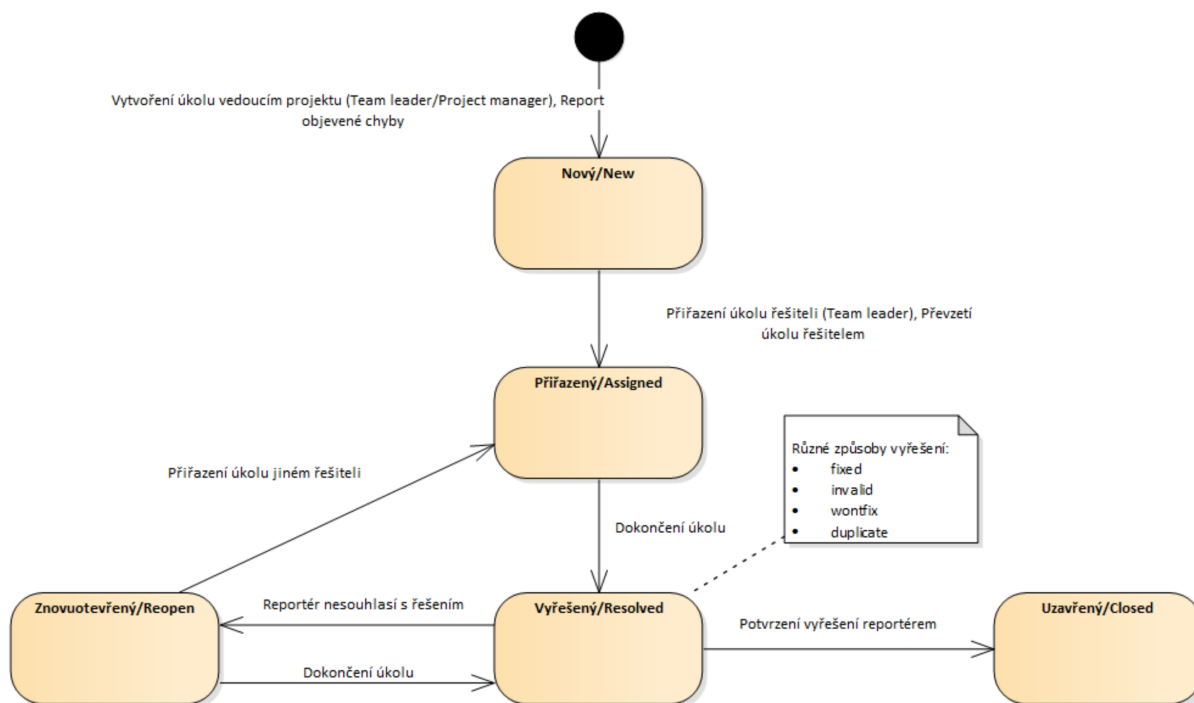 Vytvoření úkolu vedoucím projektu (Team leader/Project manager), Report
objevené chyby
Nový/New
Přiřazení úkolu řešiteli (Team leader), Převzetí
úkolu řešitelem
Přiřazený/Assigned
Různé způsoby vyřešení:
• fixed
• invalid
• wontfix
• duplicate
Přiřazení úkolu jiném řešiteli
Dokončení úkolu
Znovuotevřený/Reopen
Reportér nesouhlasí s řešením
Vyřešený/Resolved
Uzavřený/Closed
Potvrzení vyřešení reportérem
Dokončení úkolu